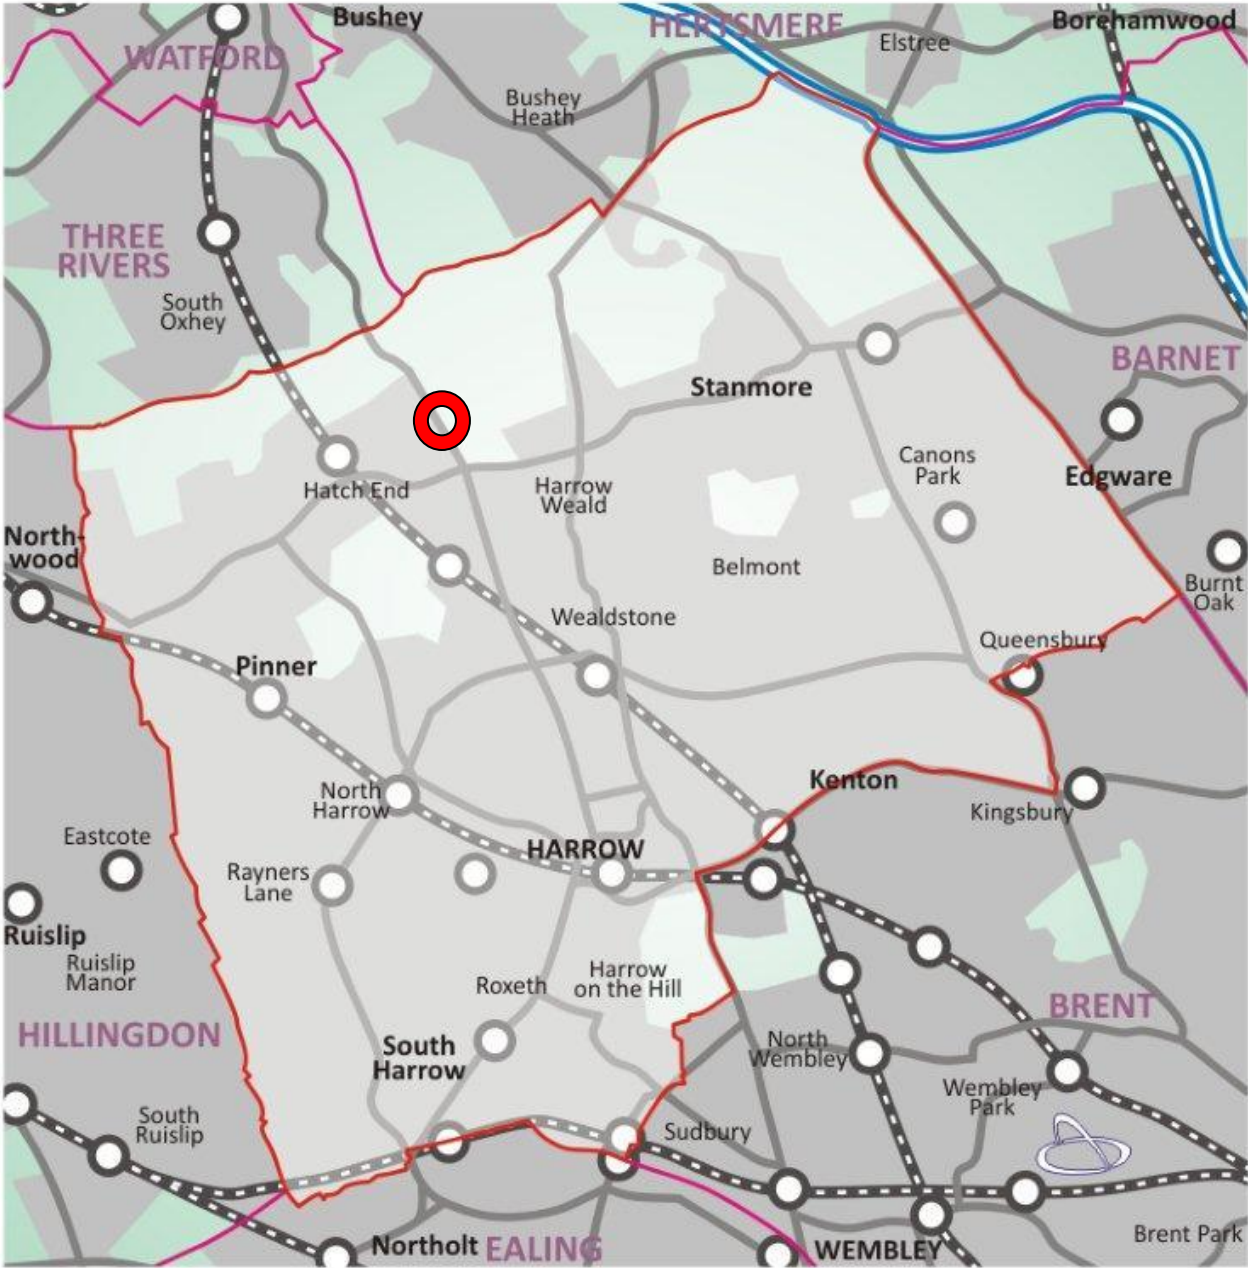 Bushey
HERTSMERE
Borehamwood
Elstree
WATFORD
Bushey
Heath
THREE
RIVERS
South
Oxhey
BARNET
Stanmore
Canons
Park
Edgware
Hatch End
Harrow
Weald
North-
wood
Belmont
Burnt
Oak
Wealdstone
Queensbury
Pinner
Kenton
North
Harrow
Kingsbury
Eastcote
HARROW
Rayners
Lane
Ruislip
Ruislip
Manor
Harrow
on the Hill
Roxeth
BRENT
HILLINGDON
South
Harrow
North
Wembley
Wembley
Park
South
Ruislip
Sudbury
Brent Park
Northolt
EALING
WEMBLEY